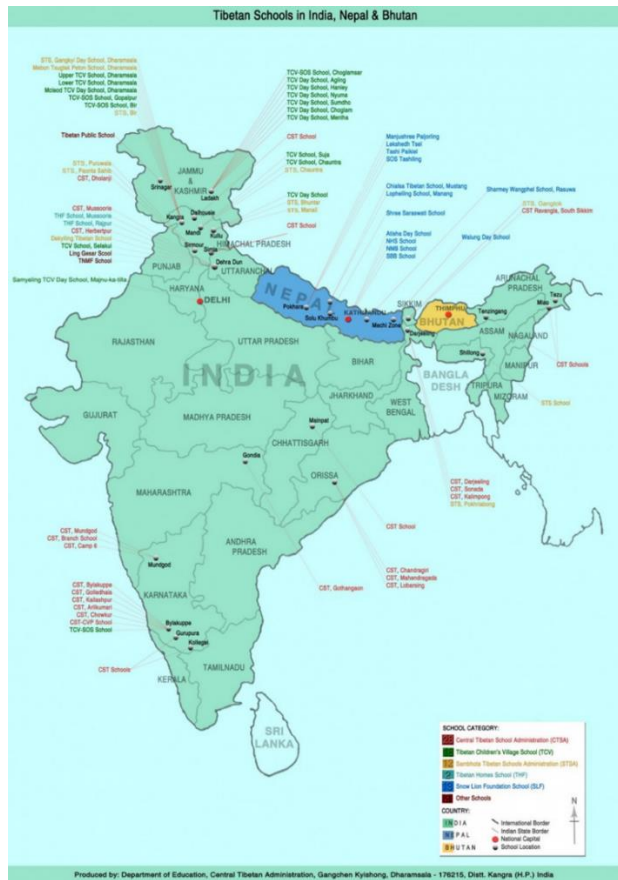 Tibetan Schools in India, Nepal & Bhutan
STS, Gangkyi Day School, Dharamsala
Mewon Tsuglak Peton School, Dharamsala
Upper TCV School, Dharamsala
Lower TCV School, Dharamsala
Mcleod TCV Day School, Dharamsala
TCV-SOS School, Gopalpur
TCV-SOS School, Bir
STS, Bir
TCV-SOS School, Choglamsar
TCV Day School, Agling
TCV Day School, Hanley
TCV Day School, Nyoma
TCV Day School, Sumdho
TCV Day School, Choglam
TCV Day School, Merithe
Tibetan Public School
CST School
Manjushree Paljorling
Lakshadh Tsal
Tashi Palkiel
SOS Tashiling
STS, Puruwala
STS, Paonta Sahib
CST, Dholanji
TCV School, Suja
TCV School, Chauntra
STS, Chauntra
Chialsa Tibetan School, Mustang
Lophelling School, Manang
CST, Mussoorie
THF School, Mussoorie
THF School, Rajpur
CST, Herbertpur
Dekyiling Tibetan School
TCV School, Selakui
Ling Gesar Scool
TNMF School
TCV Day School
STS, Bhunter
STS, Manali
CST School
Shree Saraswati School
Atisha Day School
NHS School
NNB School
SBB School
Walung Day School
Sharmey Wangphel School, Rasuwa
STS, Gangtok
CST Ravangla, South Sikkim
Samyeling TCV Day School, Majnu-ka-tilla
JAMMU
&
KASHMIR
Srinagar
Ladakh
Kangra
Dalhousie
Mandi
Kullu
HIMACHAL PRADESH
Sirmour
Simla
Dehra Dun
PUNJAB
UTTARANCHAL
HARYANA
DELHI
NEPAL
Pokhara
Solu Khumbu
KATHMANDU
Mechi Zone
SIKKIM
Darjeeling
THIMPHU
BHUTAN
ARUNACHAL
PRADESH
Tenzingang
Tezu
Miao
ASSAM
NAGALAND
MANIPUR
Shillong
TRIPURA
MIZORAM
BANGLA
DESH
CST Schools
STS School
RAJASTHAN
UTTAR PRADESH
BIHAR
INDIA
JHARKHAND
WEST
BENGAL
GUJURAT
MADHYA PRADESH
Mainpat
CHHATTISGARH
Gondia
ORISSA
MAHARASHTRA
ANDHRA
PRADESH
CST, Darjeeling
CST, Sonada
CST, Kalimpong
STS, Pokhriabong
CST School
CST, Chandragiri
CST, Mahendragada
CST, Lobarsing
CST, Gothangaon
CST, Mundgod
CST, Branch School
CST, Camp 6
Mundgod
KARNATAKA
CST, Bylakuppe
CST, Gulladhala
CST, Kailashpur
CST, Arlikumari
CST, Chowkur
CST-CVP School
TCV-SOS School
Bylakuppe
Gurupura
Kollegal
CST Schools
TAMILNADU
KERALA
SRI
LANKA
SCHOOL CATEGORY:
Central Tibetan School Administration (CTSA)
Tibetan Children's Village School (TCV)
Sambhota Tibetan Schools Administration (STSA)
Tibetan Homes School (THF)
Snow Lion Foundation School (SLF)
Other Schools
COUNTRY:
INDIA
NEPAL
BHUTAN
International Border
Indian State Border
National Capital
School Location
N
Produced by: Department of Education, Central Tibetan Administration, Gangchen Kyishong, Dharamsala - 176215, Distt. Kangra (H.P.) India